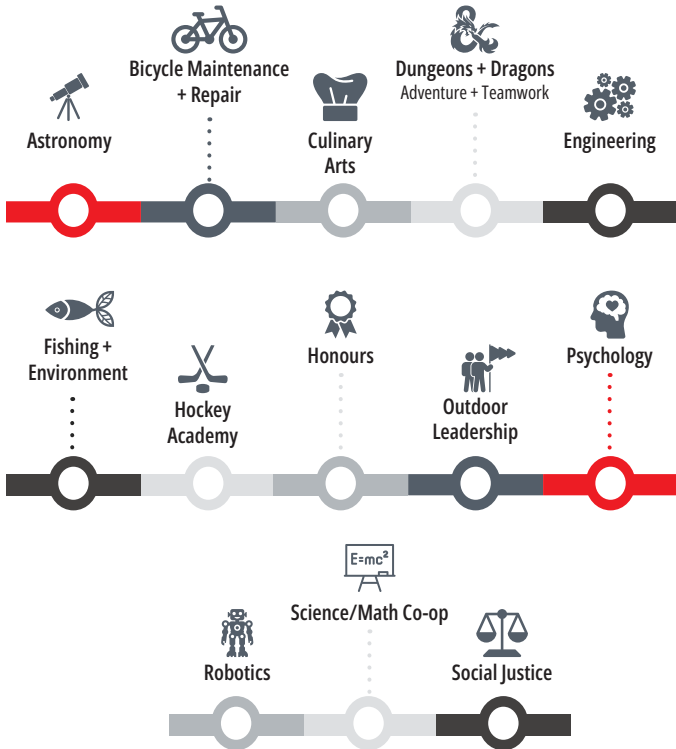 Astronomy
Bicycle Maintenance
+ Repair
Culinary
Arts
Dungeons + Dragons
Adventure + Teamwork
Engineering
Fishing +
Environment
Hockey
Academy
Honours
Outdoor
Leadership
Psychology
Robotics
E=mc²
Science/Math Co-op
Social Justice